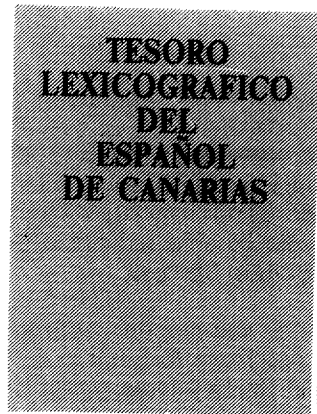 TESORO
LEXICOGRAFICO
DEL
ESPAÑOL
DE CANARIAS